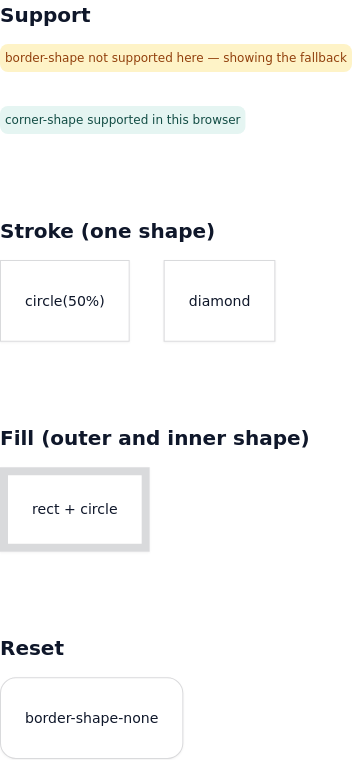 Support
border-shape not supported here — showing the fallback
corner-shape supported in this browser
Stroke (one shape)
circle(50%)
diamond
Fill (outer and inner shape)
rect + circle
Reset
border-shape-none